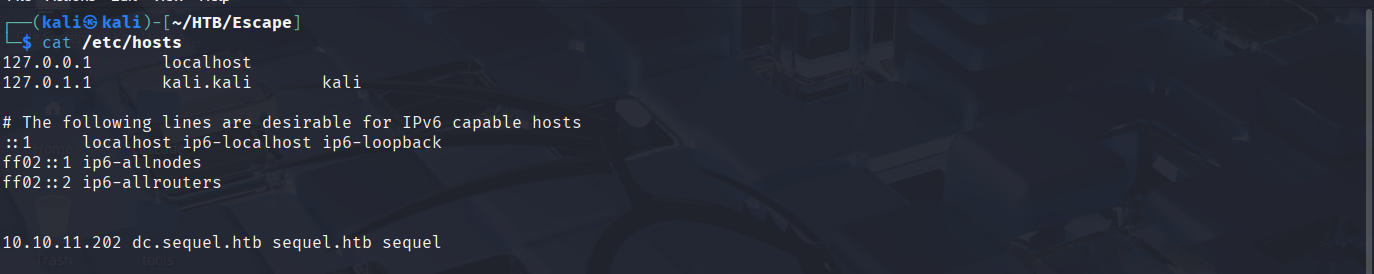 ┌──(kali㉿kali)-[~/HTB/Escape]
└─$ cat /etc/hosts
127.0.0.1       localhost
127.0.1.1       kali.kali       kali

# The following lines are desirable for IPv6 capable hosts
::1     localhost ip6-localhost ip6-loopback
ff02::1 ip6-allnodes
ff02::2 ip6-allrouters

10.10.11.202 dc.sequel.htb sequel.htb sequel
Trash tools